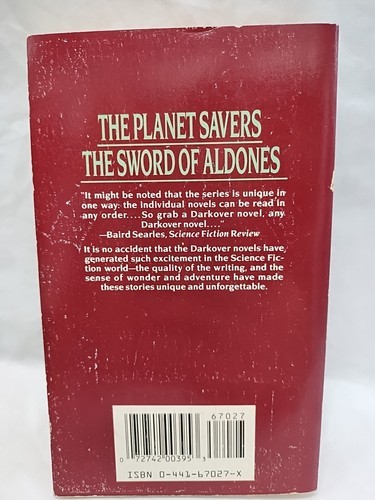 THE PLANET SAVERS
THE SWORD OF ALDONES
"It might be noted that the series is unique in
one way: the individual novels can be read in
any order....So grab a Darkover novel, any
Darkover novel...."
—Baird Searles, Science Fiction Review
It is no accident that the Darkover novels have
generated such excitement in the Science Fic-
tion world—the quality of the writing, and the
sense of wonder and adventure have made
these stories unique and unforgettable.
67027
0 72742 00395 3
ISBN 0-441-67027-X